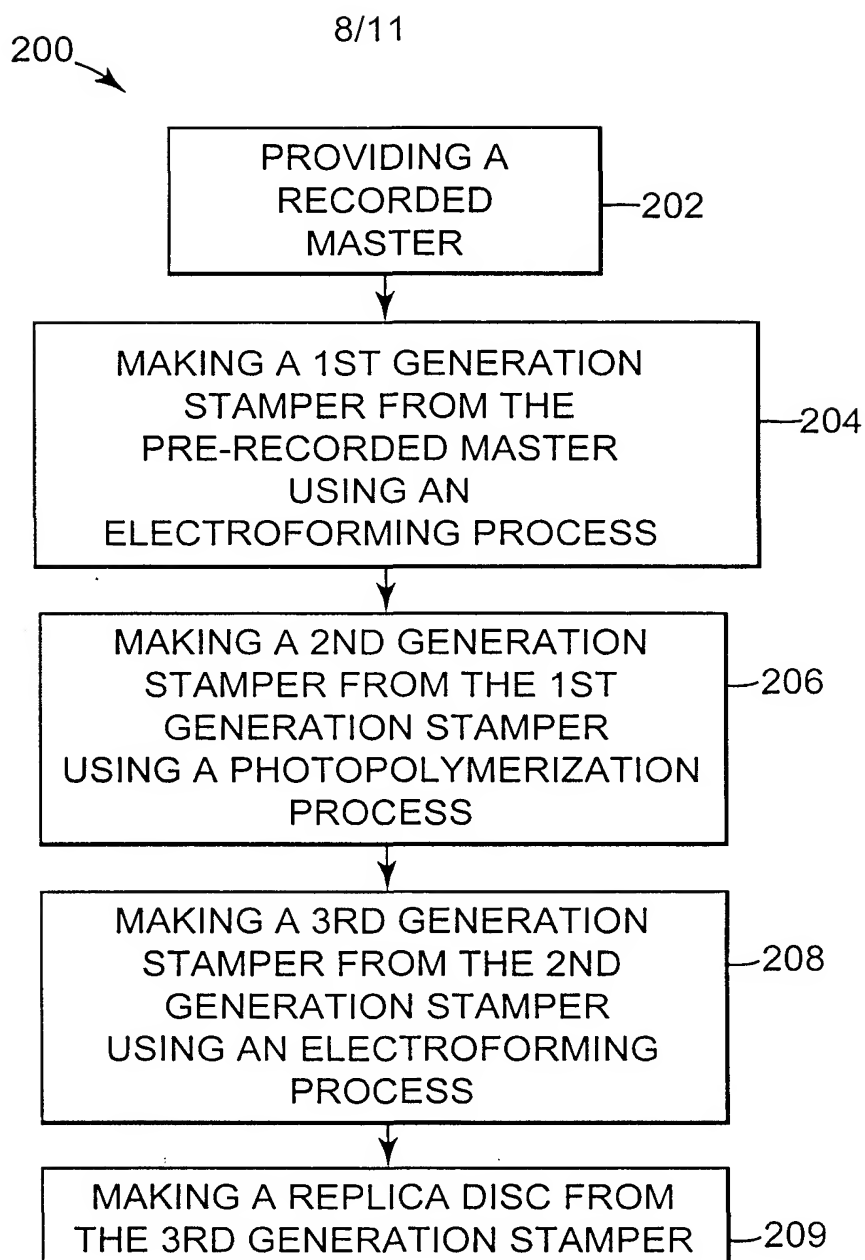 8/11
200
PROVIDING A
RECORDED
MASTER
202
MAKING A 1ST GENERATION
STAMPER FROM THE
PRE-RECORDED MASTER
USING AN
ELECTROFORMING PROCESS
204
MAKING A 2ND GENERATION
STAMPER FROM THE 1ST
GENERATION STAMPER
USING A PHOTOPOLYMERIZATION
PROCESS
206
MAKING A 3RD GENERATION
STAMPER FROM THE 2ND
GENERATION STAMPER
USING AN ELECTROFORMING
PROCESS
208
MAKING A REPLICA DISC FROM
THE 3RD GENERATION STAMPER
209